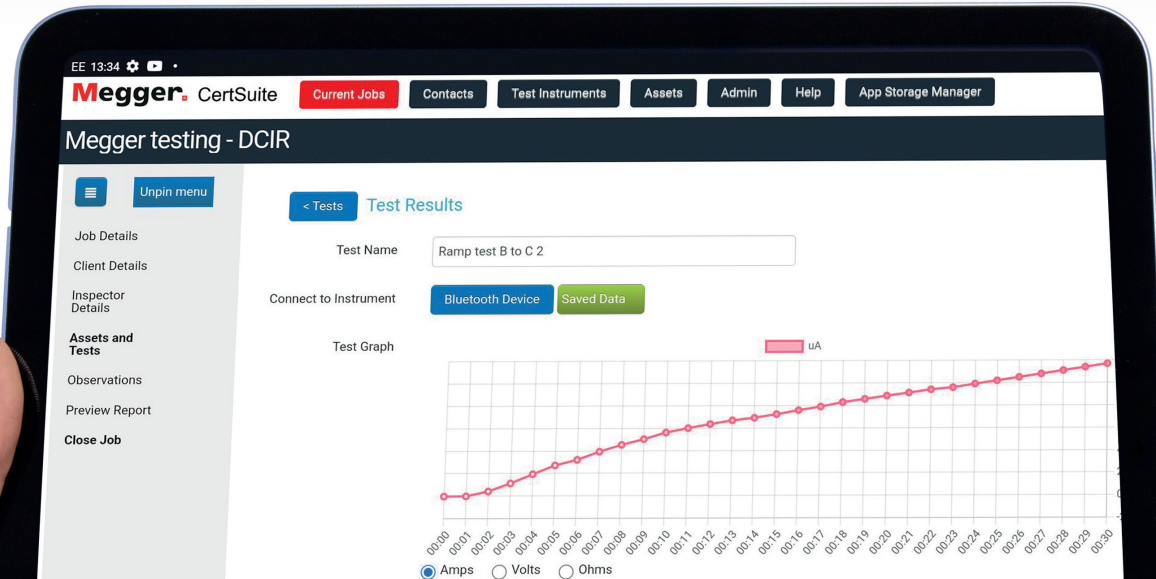 EE 13:34
Megger. CertSuite Current Jobs Contacts Test Instruments Assets Admin Help App Storage Manager
Megger testing - DCIR
Unpin menu
< Tests Test Results
Job Details
Test Name Ramp test B to C 2
Client Details
Connect to Instrument Bluetooth Device Saved Data
Inspector
Details
Assets and
Tests
Test Graph uA
Observations
Preview Report
Close Job
2
0
00:00 00:01 00:02 00:03 00:04 00:05 00:06 00:07 00:08 00:09 00:10 00:11 00:12 00:13 00:14 00:15 00:16 00:17 00:18 00:19 00:20 00:21 00:22 00:23 00:24 00:25 00:26 00:27 00:28 00:29 00:30
Amps Volts Ohms